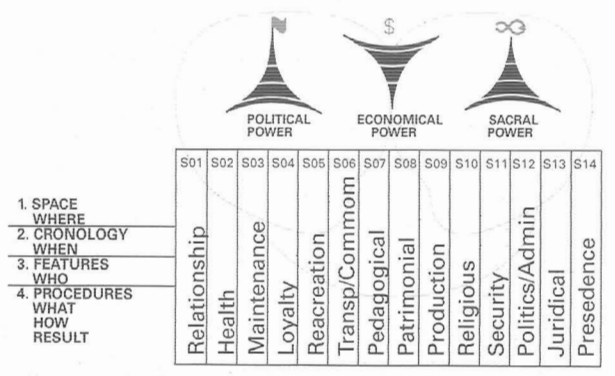 $
POLITICAL
POWER
ECONOMICAL
POWER
SACRAL
POWER
S01 S02 S03 S04 S05 S06 S07 S08 S09 S10 S11 S12 S13 S14
1. SPACE
WHERE
2. CRONOLOGY
WHEN
3. FEATURES
WHO
4. PROCEDURES
WHAT
HOW
RESULT
Relationship
Health
Maintenance
Loyalty
Reacreation
Transp/Commom
Pedagogical
Patrimonial
Production
Religious
Security
Politics/Admin
Juridical
Presedence